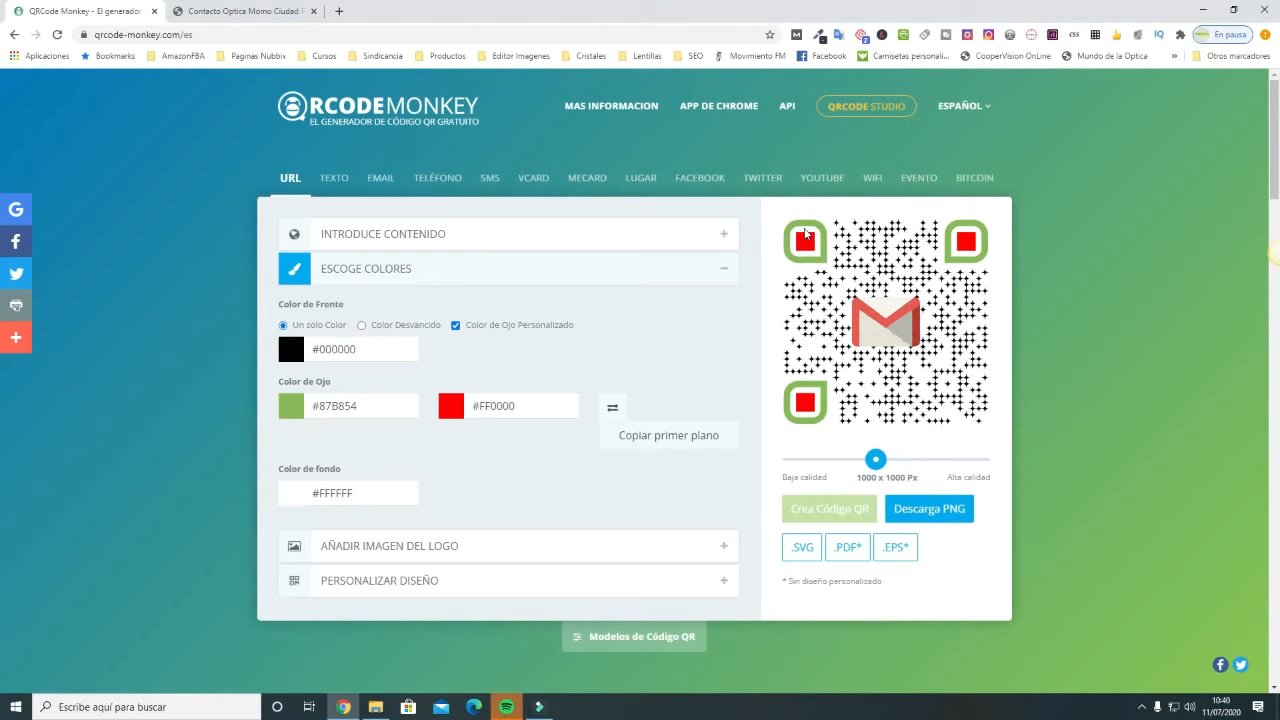 QRCode Monkey - El generador de
Contacto Optica Momo Ciudad R
qrcode-monkey.com/es
En pausa
Aplicaciones
Bookmarks
AmazonFBA
Paginas Nubbix
Cursos
Sindicancia
Productos
Editor Imagenes
Cristales
Lentillas
SEO
Movimiento FM
Facebook
Camisetas personali...
CooperVision OnLine
Mundo de la Optica
»
Otros marcadores
QRCODEMONKEY
EL GENERADOR DE CÓDIGO QR GRATUITO
MAS INFORMACION
APP DE CHROME
API
QRCODE STUDIO
ESPAÑOL
URL
TEXTO
EMAIL
TELÉFONO
SMS
VCARD
MECARD
LUGAR
FACEBOOK
TWITTER
YOUTUBE
WIFI
EVENTO
BITCOIN
INTRODUCE CONTENIDO
ESCOGE COLORES
Color de Frente
Un solo Color
Color Desvancido
Color de Ojo Personalizado
#000000
Color de Ojo
#87B854
#FF0000
Copiar primer plano
Color de fondo
#FFFFFF
AÑADIR IMAGEN DEL LOGO
PERSONALIZAR DISEÑO
Baja calidad
1000 x 1000 Px
Alta calidad
Crea Código QR
Descarga PNG
.SVG
.PDF*
.EPS*
* Sin diseño personalizado
Modelos de Código QR
Escribe aquí para buscar
10:40
11/07/2020